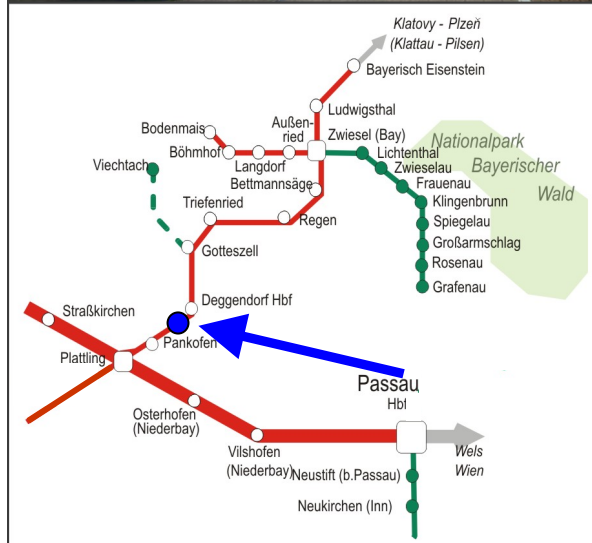 Klatovy - Plzeň
(Klattau - Pilsen)
Bayerisch Eisenstein
Ludwigsthal
Außen-
ried
Zwiesel (Bay)
Bodenmais
Böhmhof
Langdorf
Lichtenthal
Nationalpark
Bayerischer
Wald
Viechtach
Bettmannsäge
Zwieselau
Frauenau
Klingenbrunn
Triefenried
Regen
Spiegelau
Großarmschlag
Gotteszell
Rosenau
Grafenau
Deggendorf Hbf
Straßkirchen
Pankofen
Plattling
Passau
Hbf
Osterhofen
(Niederbay)
Vilshofen
(Niederbay)
Wels
Wien
Neustift (b.Passau)
Neukirchen (Inn)